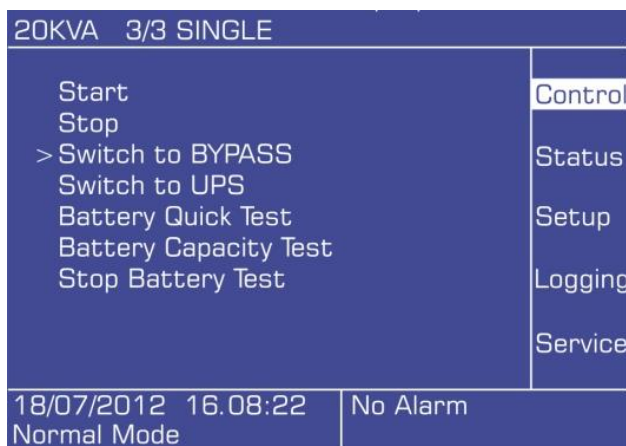 20KVA 3/3 SINGLE
Start
Stop
> Switch to BYPASS
Switch to UPS
Battery Quick Test
Battery Capacity Test
Stop Battery Test
Control
Status
Setup
Logging
Service
18/07/2012 16.08:22
Normal Mode
No Alarm